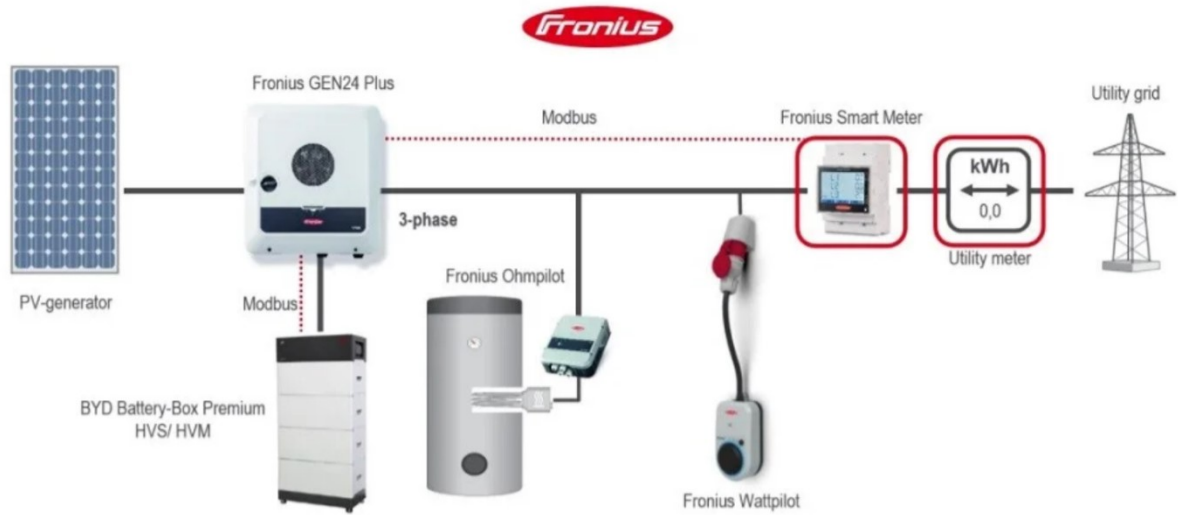 Fronius
Fronius GEN24 Plus
Modbus
Fronius Smart Meter
Utility grid
kWh
0,0
3-phase
Utility meter
Fronius Ohmpilot
PV-generator
Modbus
BYD Battery-Box Premium
HVS/ HVM
Fronius Wattpilot